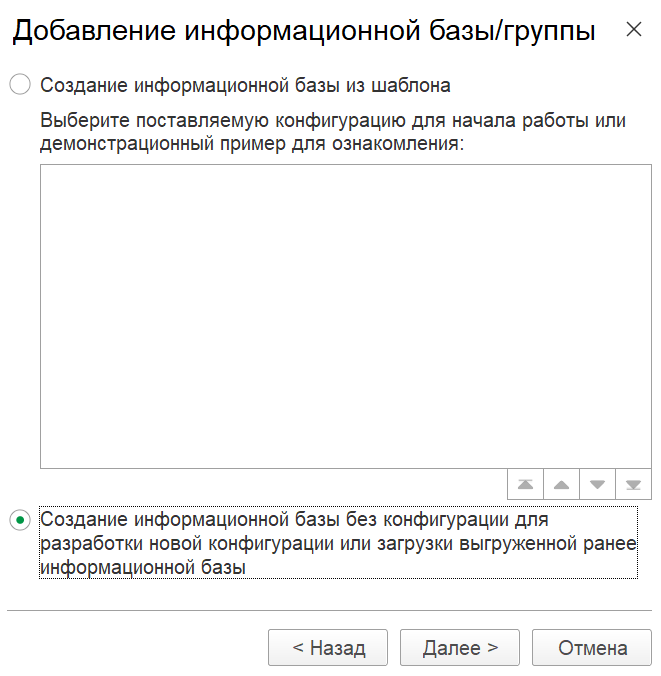 Добавление информационной базы/группы
Создание информационной базы из шаблона
Выберите поставляемую конфигурацию для начала работы или
демонстрационный пример для ознакомления:
Создание информационной базы без конфигурации для
разработки новой конфигурации или загрузки выгруженной ранее
информационной базы
< Назад
Далее >
Отмена